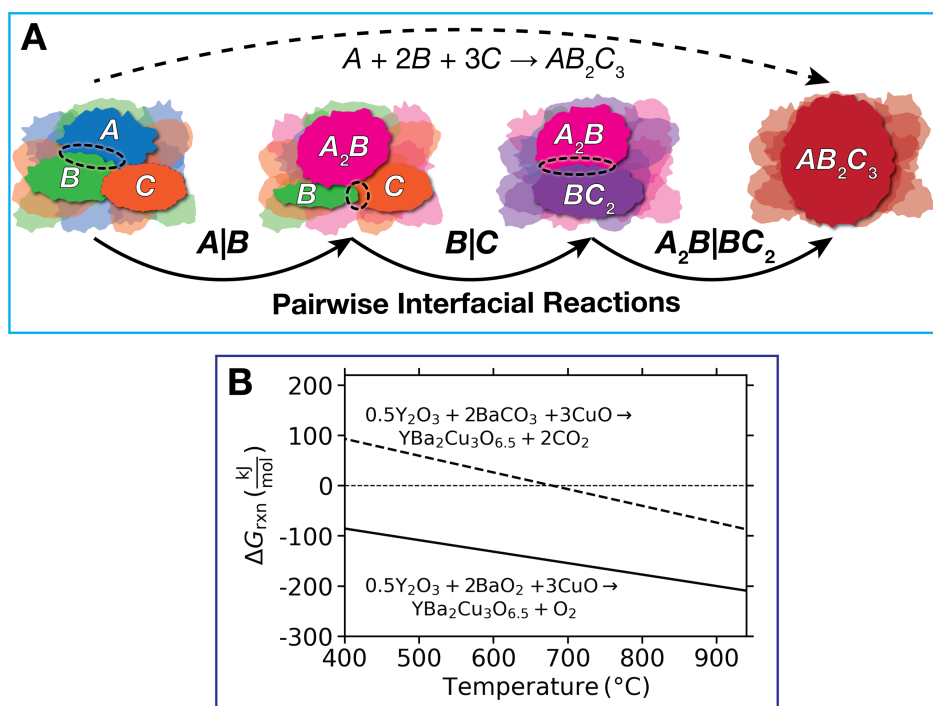 A
A + 2B + 3C → AB₂C₃
A
B
C
A₂B
B
C
A₂B
BC₂
AB₂C₃
A|B
B|C
A₂B|BC₂
Pairwise Interfacial Reactions
B
ΔG_rxn (kJ/mol)
200
100
0
-100
-200
-300
0.5Y₂O₃ + 2BaCO₃ +3CuO→
YBa₂Cu₃O₆.₅ + 2CO₂
0.5Y₂O₃ + 2BaO₂ +3CuO→
YBa₂Cu₃O₆.₅ + O₂
400 500 600 700 800 900
Temperature (°C)